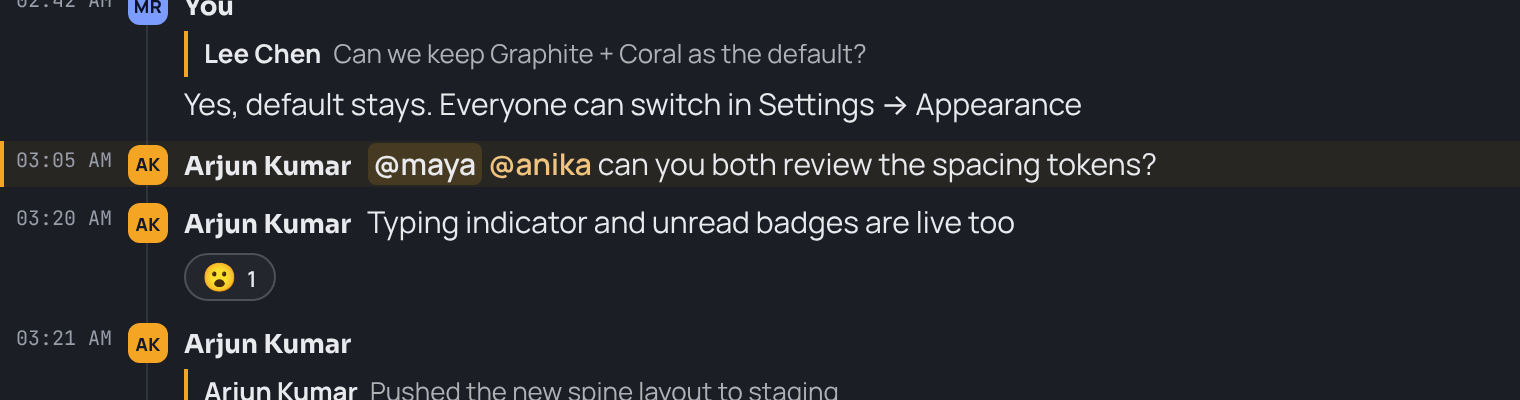 02:42 AM MR You
Lee Chen Can we keep Graphite + Coral as the default?
Yes, default stays. Everyone can switch in Settings → Appearance
03:05 AM AK Arjun Kumar @maya @anika can you both review the spacing tokens?
03:20 AM AK Arjun Kumar Typing indicator and unread badges are live too
😮 1
03:21 AM AK Arjun Kumar
Arjun Kumar Pushed the new spine layout to staging